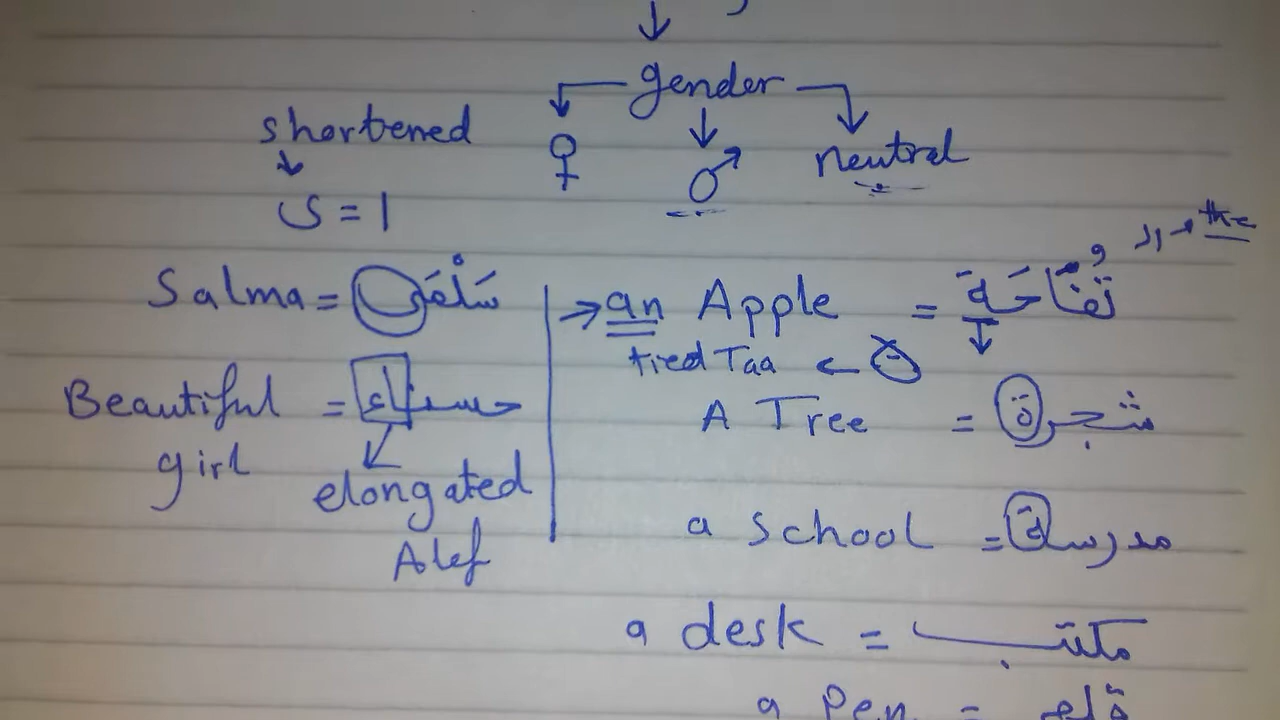 gender
shortened
neutral
ى = ا
ال → the
Salma = سَلْمَى
→ an Apple = تُفّاحَة
tied Taa ← ة
Beautiful girl = حسناء
A Tree = شجرة
elongated Alef
a school = مدرسة
a desk = مكتب
a Pen = قلم